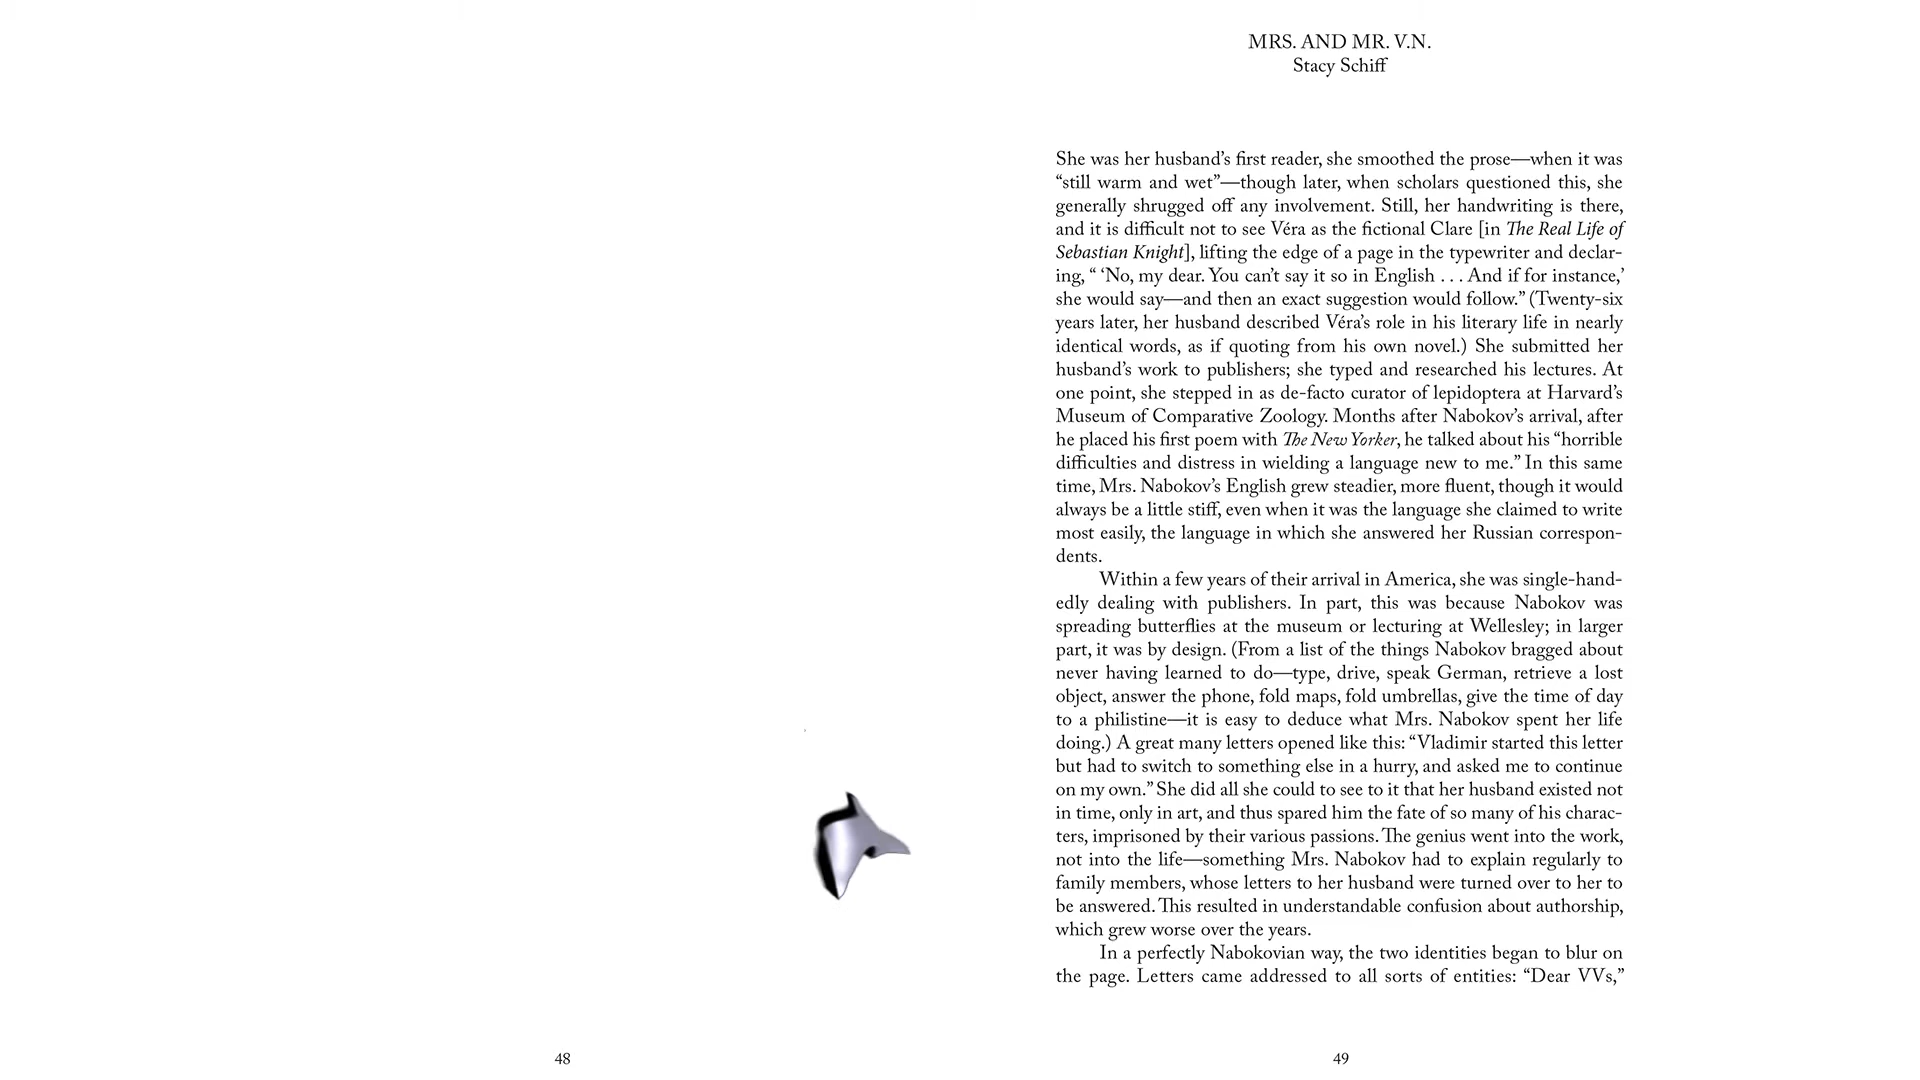 MRS. AND MR. V.N.
Stacy Schiff
She was her husband’s first reader, she smoothed the prose—when it was
“still warm and wet”—though later, when scholars questioned this, she
generally shrugged off any involvement. Still, her handwriting is there,
and it is difficult not to see Véra as the fictional Clare [in The Real Life of
Sebastian Knight], lifting the edge of a page in the typewriter and declar-
ing, “ ‘No, my dear. You can’t say it so in English . . . And if for instance,’
she would say—and then an exact suggestion would follow.” (Twenty-six
years later, her husband described Véra’s role in his literary life in nearly
identical words, as if quoting from his own novel.) She submitted her
husband’s work to publishers; she typed and researched his lectures. At
one point, she stepped in as de-facto curator of lepidoptera at Harvard’s
Museum of Comparative Zoology. Months after Nabokov’s arrival, after
he placed his first poem with The New Yorker, he talked about his “horrible
difficulties and distress in wielding a language new to me.” In this same
time, Mrs. Nabokov’s English grew steadier, more fluent, though it would
always be a little stiff, even when it was the language she claimed to write
most easily, the language in which she answered her Russian correspon-
dents.
Within a few years of their arrival in America, she was single-hand-
edly dealing with publishers. In part, this was because Nabokov was
spreading butterflies at the museum or lecturing at Wellesley; in larger
part, it was by design. (From a list of the things Nabokov bragged about
never having learned to do—type, drive, speak German, retrieve a lost
object, answer the phone, fold maps, fold umbrellas, give the time of day
to a philistine—it is easy to deduce what Mrs. Nabokov spent her life
doing.) A great many letters opened like this: “Vladimir started this letter
but had to switch to something else in a hurry, and asked me to continue
on my own.” She did all she could to see to it that her husband existed not
in time, only in art, and thus spared him the fate of so many of his charac-
ters, imprisoned by their various passions. The genius went into the work,
not into the life—something Mrs. Nabokov had to explain regularly to
family members, whose letters to her husband were turned over to her to
be answered. This resulted in understandable confusion about authorship,
which grew worse over the years.
In a perfectly Nabokovian way, the two identities began to blur on
the page. Letters came addressed to all sorts of entities: “Dear VVs,”
48
49